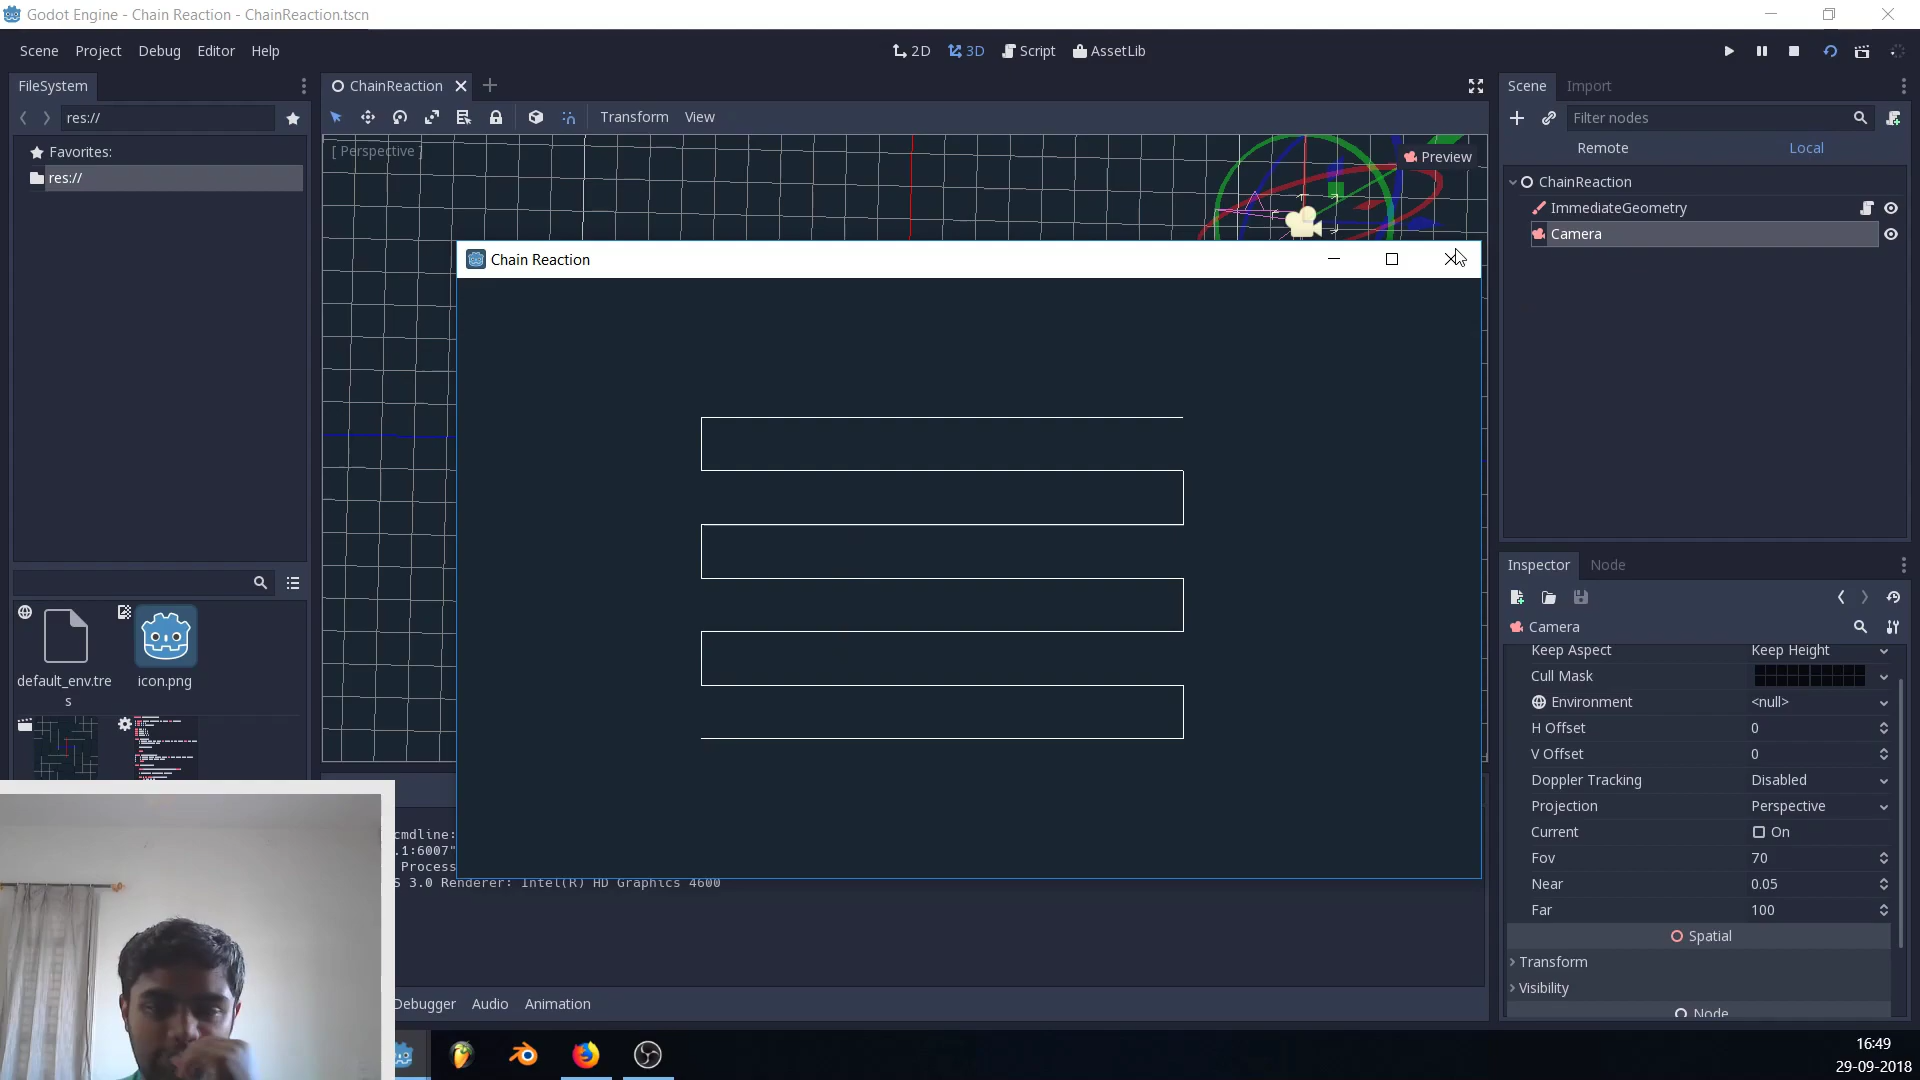 Godot Engine - Chain Reaction - ChainReaction.tscn
Scene Project Debug Editor Help
2D 3D Script AssetLib
FileSystem
ChainReaction
Scene Import
res://
Transform View
Filter nodes
Favorites:
[ Perspective ]
Preview
Remote Local
res://
ChainReaction
ImmediateGeometry
Camera
Chain Reaction
Inspector Node
Camera
Keep Aspect Keep Height
Cull Mask
default_env.tre
s
icon.png
Environment <null>
H Offset 0
V Offset 0
Doppler Tracking Disabled
Projection Perspective
Current On
Fov 70
Near 0.05
Far 100
Spatial
Transform
Visibility
Node
cmdline:
.1:6007"
Process
S 3.0 Renderer: Intel(R) HD Graphics 4600
Debugger Audio Animation
16:49
29-09-2018